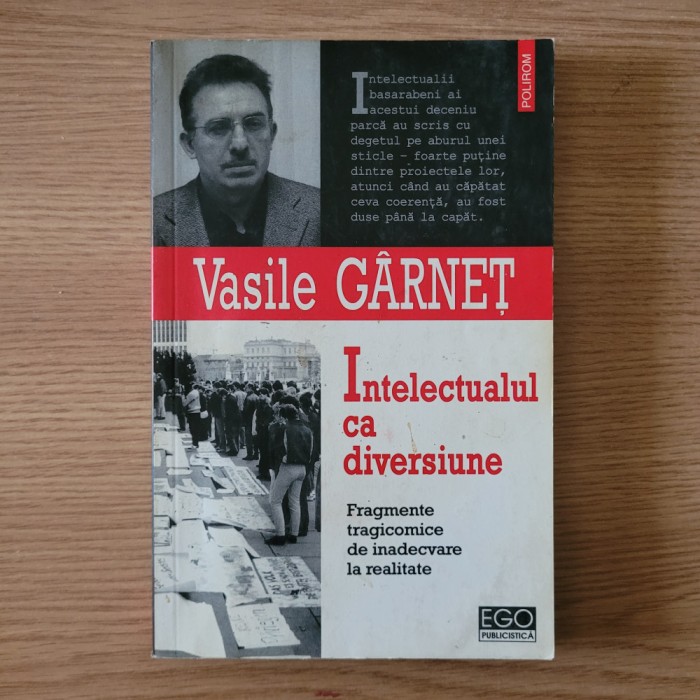 POLIROM
Intelectualii
basarabeni ai
acestui deceniu
parcă au scris cu
degetul pe aburul unei
sticle – foarte puține
dintre proiectele lor,
atunci când au căpătat
ceva coerență, au fost
duse până la capăt.
Vasile GÂRNEȚ
Intelectualul
ca
diversiune
Fragmente
tragicomice
de inadecvare
la realitate
EGO
PUBLICISTICĂ